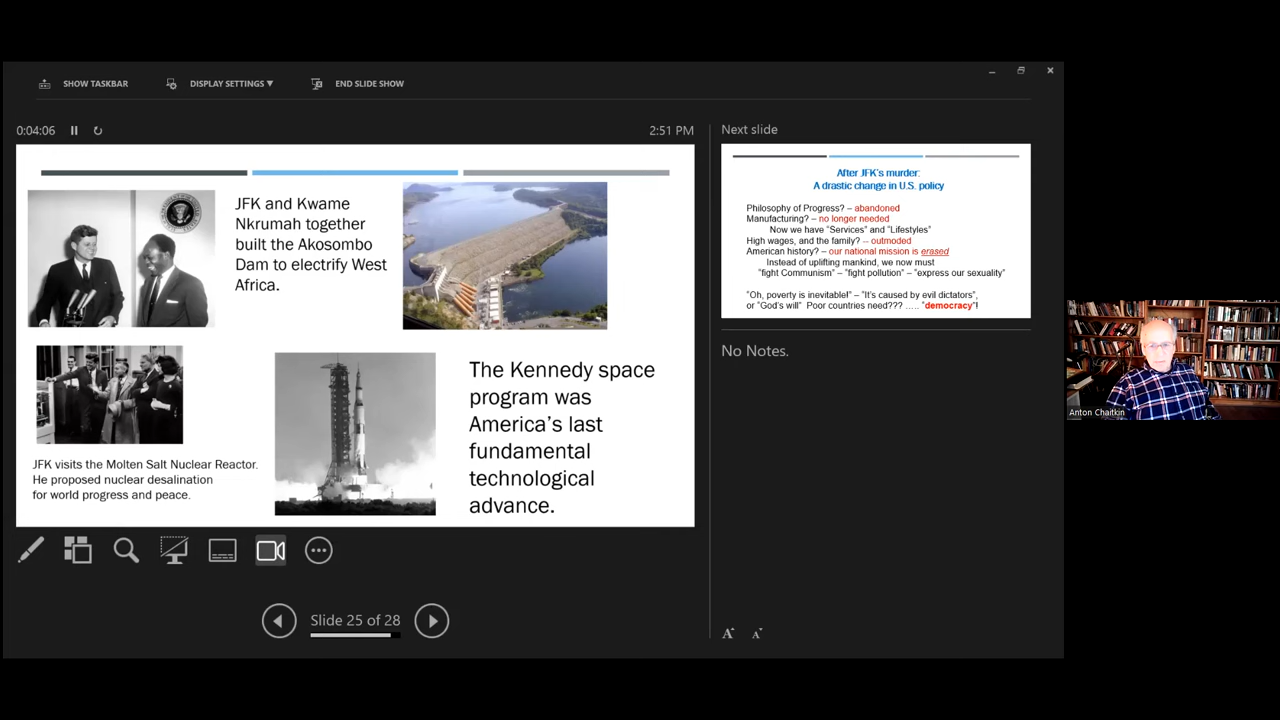 SHOW TASKBAR
DISPLAY SETTINGS ▼
END SLIDE SHOW
0:04:06
2:51 PM
JFK and Kwame
Nkrumah together
built the Akosombo
Dam to electrify West
Africa.
JFK visits the Molten Salt Nuclear Reactor.
He proposed nuclear desalination
for world progress and peace.
The Kennedy space
program was
America's last
fundamental
technological
advance.
Slide 25 of 28
Next slide
After JFK's murder:
A drastic change in U.S. policy
Philosophy of Progress? – abandoned
Manufacturing? – no longer needed
Now we have "Services" and "Lifestyles"
High wages, and the family? -- outmoded
American history? – our national mission is erased
Instead of uplifting mankind, we now must
"fight Communism" – "fight pollution" – "express our sexuality"
"Oh, poverty is inevitable!" – "It's caused by evil dictators",
or "God's will" Poor countries need??? ..... "democracy"!
No Notes.
A A
Anton Chaitkin